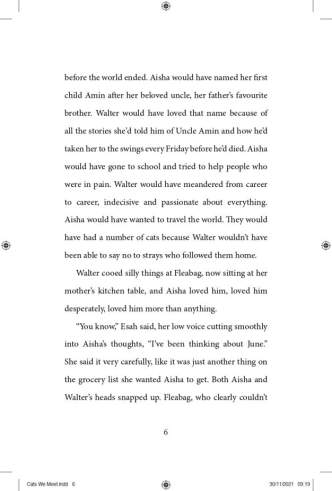 before the world ended. Aisha would have named her first
child Amin after her beloved uncle, her father's favourite
brother. Walter would have loved that name because of
all the stories she'd told him of Uncle Amin and how he'd
taken her to the swings every Friday before he'd died. Aisha
would have gone to school and tried to help people who
were in pain. Walter would have meandered from career
to career, indecisive and passionate about everything.
Aisha would have wanted to travel the world. They would
have had a number of cats because Walter wouldn't have
been able to say no to strays who followed them home.
Walter cooed silly things at Fleabag, now sitting at her
mother's kitchen table, and Aisha loved him, loved him
desperately, loved him more than anything.
"You know," Esah said, her low voice cutting smoothly
into Aisha's thoughts, "I've been thinking about June."
She said it very carefully, like it was just another thing on
the grocery list she wanted Aisha to get. Both Aisha and
Walter's heads snapped up. Fleabag, who clearly couldn't
6
Cats We Meet.indd 6
30/11/2021 09:19